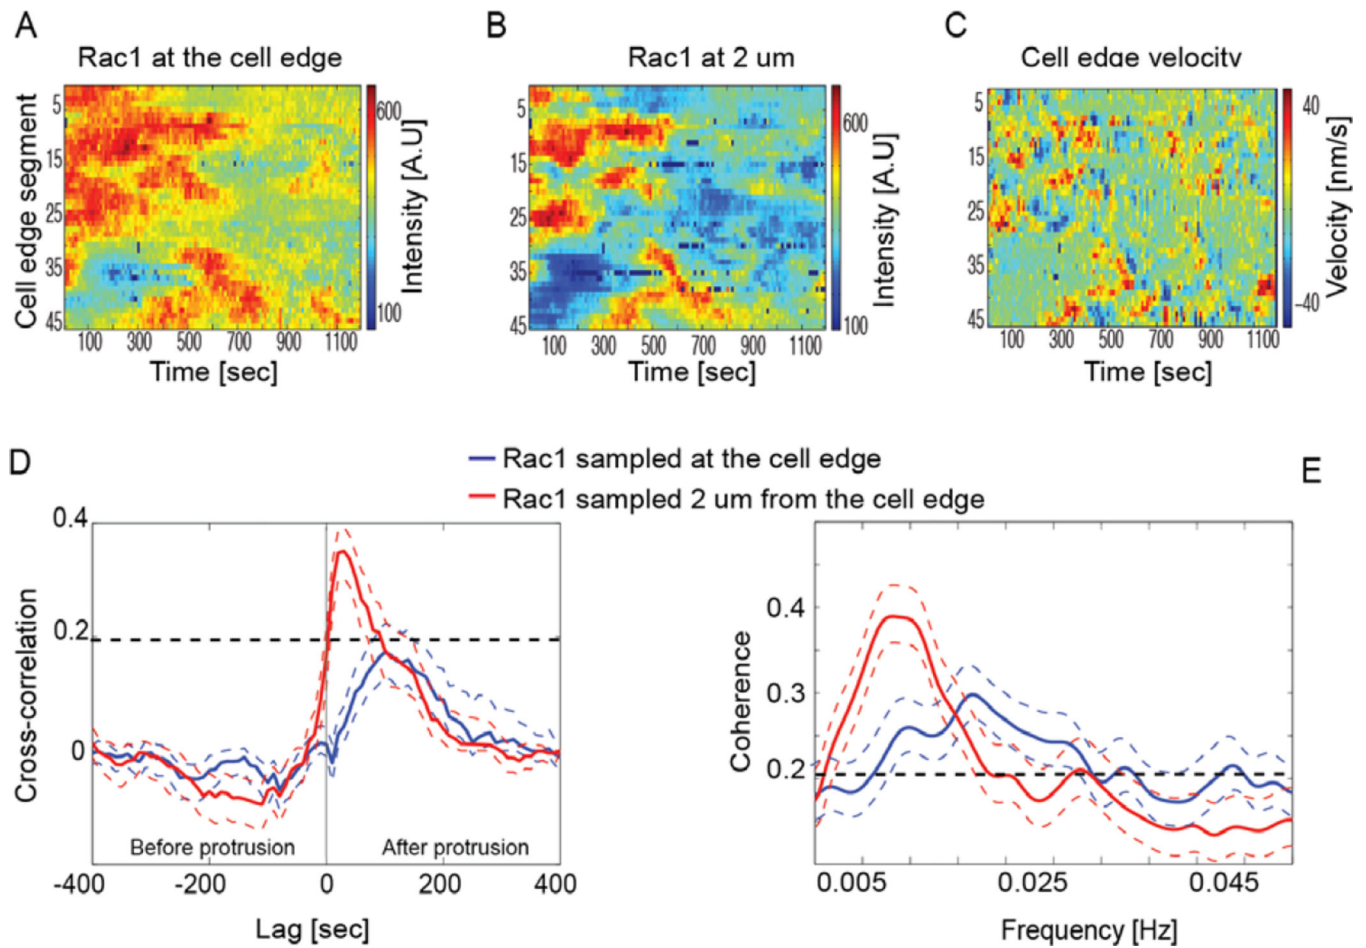 A
Rac1 at the cell edge
Cell edge segment
5
15
25
35
45
100 300 500 700 900 1100
Time [sec]
600
100
Intensity [A.U]
B
Rac1 at 2 um
5
15
25
35
45
100 300 500 700 900 1100
Time [sec]
600
100
Intensity [A.U]
C
Cell edge velocity
5
15
25
35
45
100 300 500 700 900 1100
Time [sec]
40
-40
Velocity [nm/s]
D
Rac1 sampled at the cell edge
Rac1 sampled 2 um from the cell edge
Cross-correlation
0.4
0.2
0
Before protrusion
After protrusion
-400 -200 0 200 400
Lag [sec]
E
Coherence
0.4
0.3
0.2
0.005 0.025 0.045
Frequency [Hz]